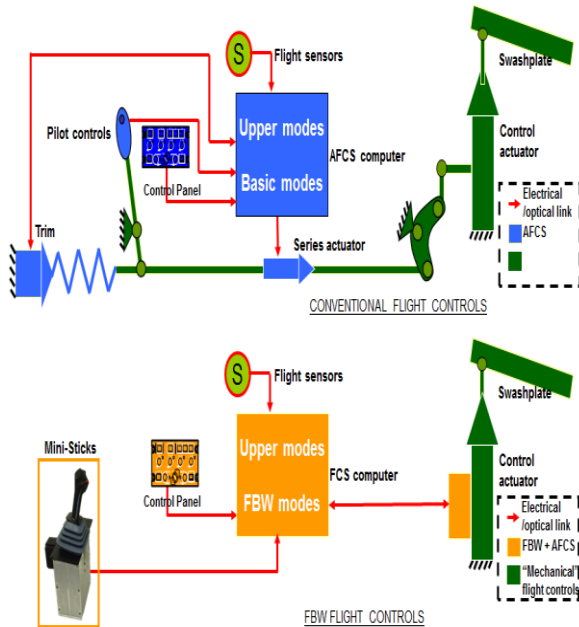 S
Flight sensors
Swashplate
Pilot controls
Upper modes
Control
actuator
AFCS computer
Control Panel
Basic modes
Electrical
/optical link
Trim
Series actuator
AFCS
CONVENTIONAL FLIGHT CONTROLS
S
Flight sensors
Swashplate
Mini-Sticks
Upper modes
FCS computer
Control
actuator
Control Panel
FBW modes
Electrical
/optical link
FBW + AFCS
"Mechanical"
flight controls
FBW FLIGHT CONTROLS